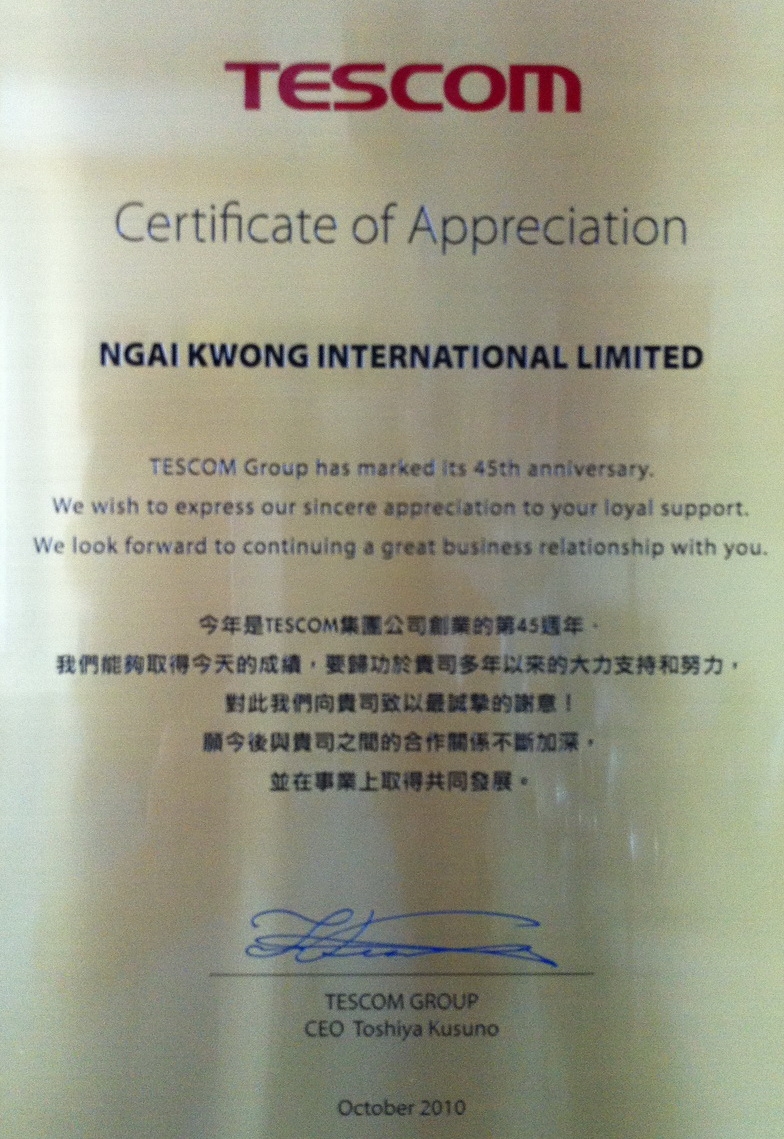 TESCOM
Certificate of Appreciation
NGAI KWONG INTERNATIONAL LIMITED
TESCOM Group has marked its 45th anniversary.
We wish to express our sincere appreciation to your loyal support.
We look forward to continuing a great business relationship with you.
今年是TESCOM集團公司創業的第45週年。
我們能夠取得今天的成績，要歸功於貴司多年以來的大力支持和努力，
對此我們向貴司致以最誠摯的謝意！
願今後與貴司之間的合作關係不斷加深，
並在事業上取得共同發展。
TESCOM GROUP
CEO Toshiya Kusuno
October 2010